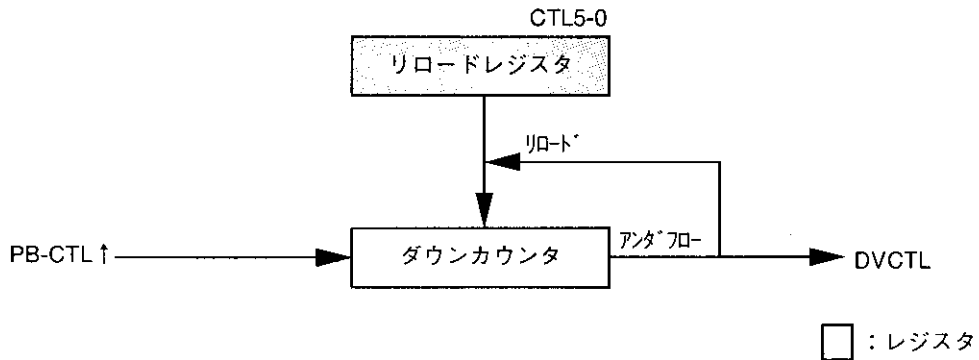 CTL5-0
リロードレジスタ
リロード
PB-CTL↑
ダウンカウンタ
アンダフロー
DVCTL
：レジスタ